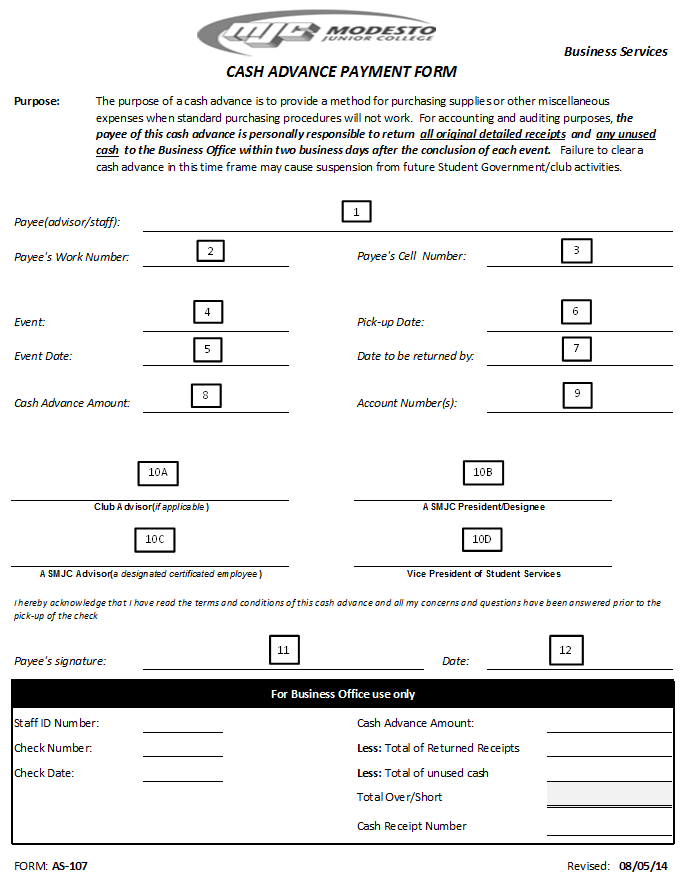 MJC MODESTO
JUNIOR COLLEGE
Business Services
CASH ADVANCE PAYMENT FORM
Purpose: The purpose of a cash advance is to provide a method for purchasing supplies or other miscellaneous
expenses when standard purchasing procedures will not work. For accounting and auditing purposes, the
payee of this cash advance is personally responsible to return all original detailed receipts and any unused
cash to the Business Office within two business days after the conclusion of each event. Failure to clear a
cash advance in this time frame may cause suspension from future Student Government/club activities.
Payee(advisor/staff): 1
Payee's Work Number: 2 Payee's Cell Number: 3
Event: 4 Pick-up Date: 6
Event Date: 5 Date to be returned by: 7
Cash Advance Amount: 8 Account Number(s): 9
10A 10B
Club Advisor(if applicable) ASMJC President/Designee
10C 10D
ASMJC Advisor(a designated certificated employee) Vice President of Student Services
I hereby acknowledge that I have read the terms and conditions of this cash advance and all my concerns and questions have been answered prior to the
pick-up of the check
Payee's signature: 11 Date: 12
For Business Office use only
Staff ID Number: Cash Advance Amount:
Check Number: Less: Total of Returned Receipts
Check Date: Less: Total of unused cash
Total Over/Short
Cash Receipt Number
FORM: AS-107 Revised: 08/05/14